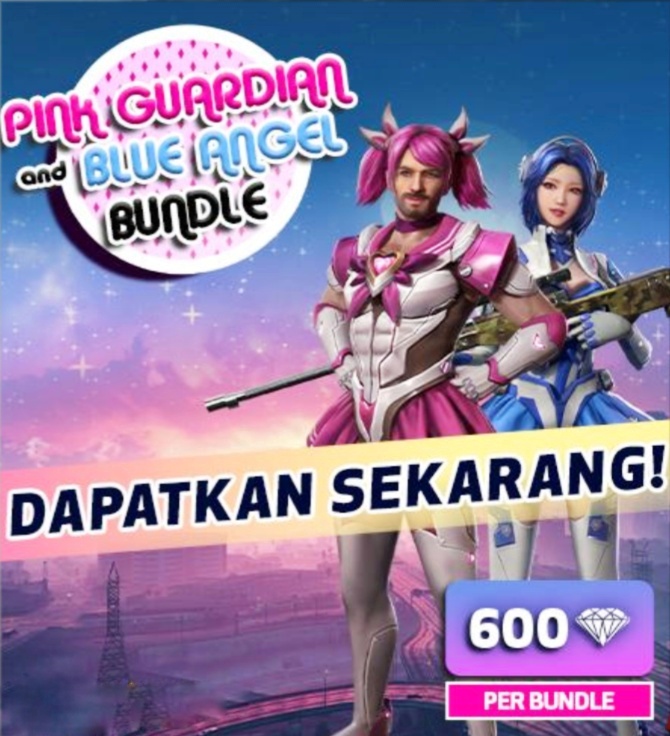 PINK GUARDIAN
and BLUE ANGEL
BUNDLE
DAPATKAN SEKARANG!
600
PER BUNDLE